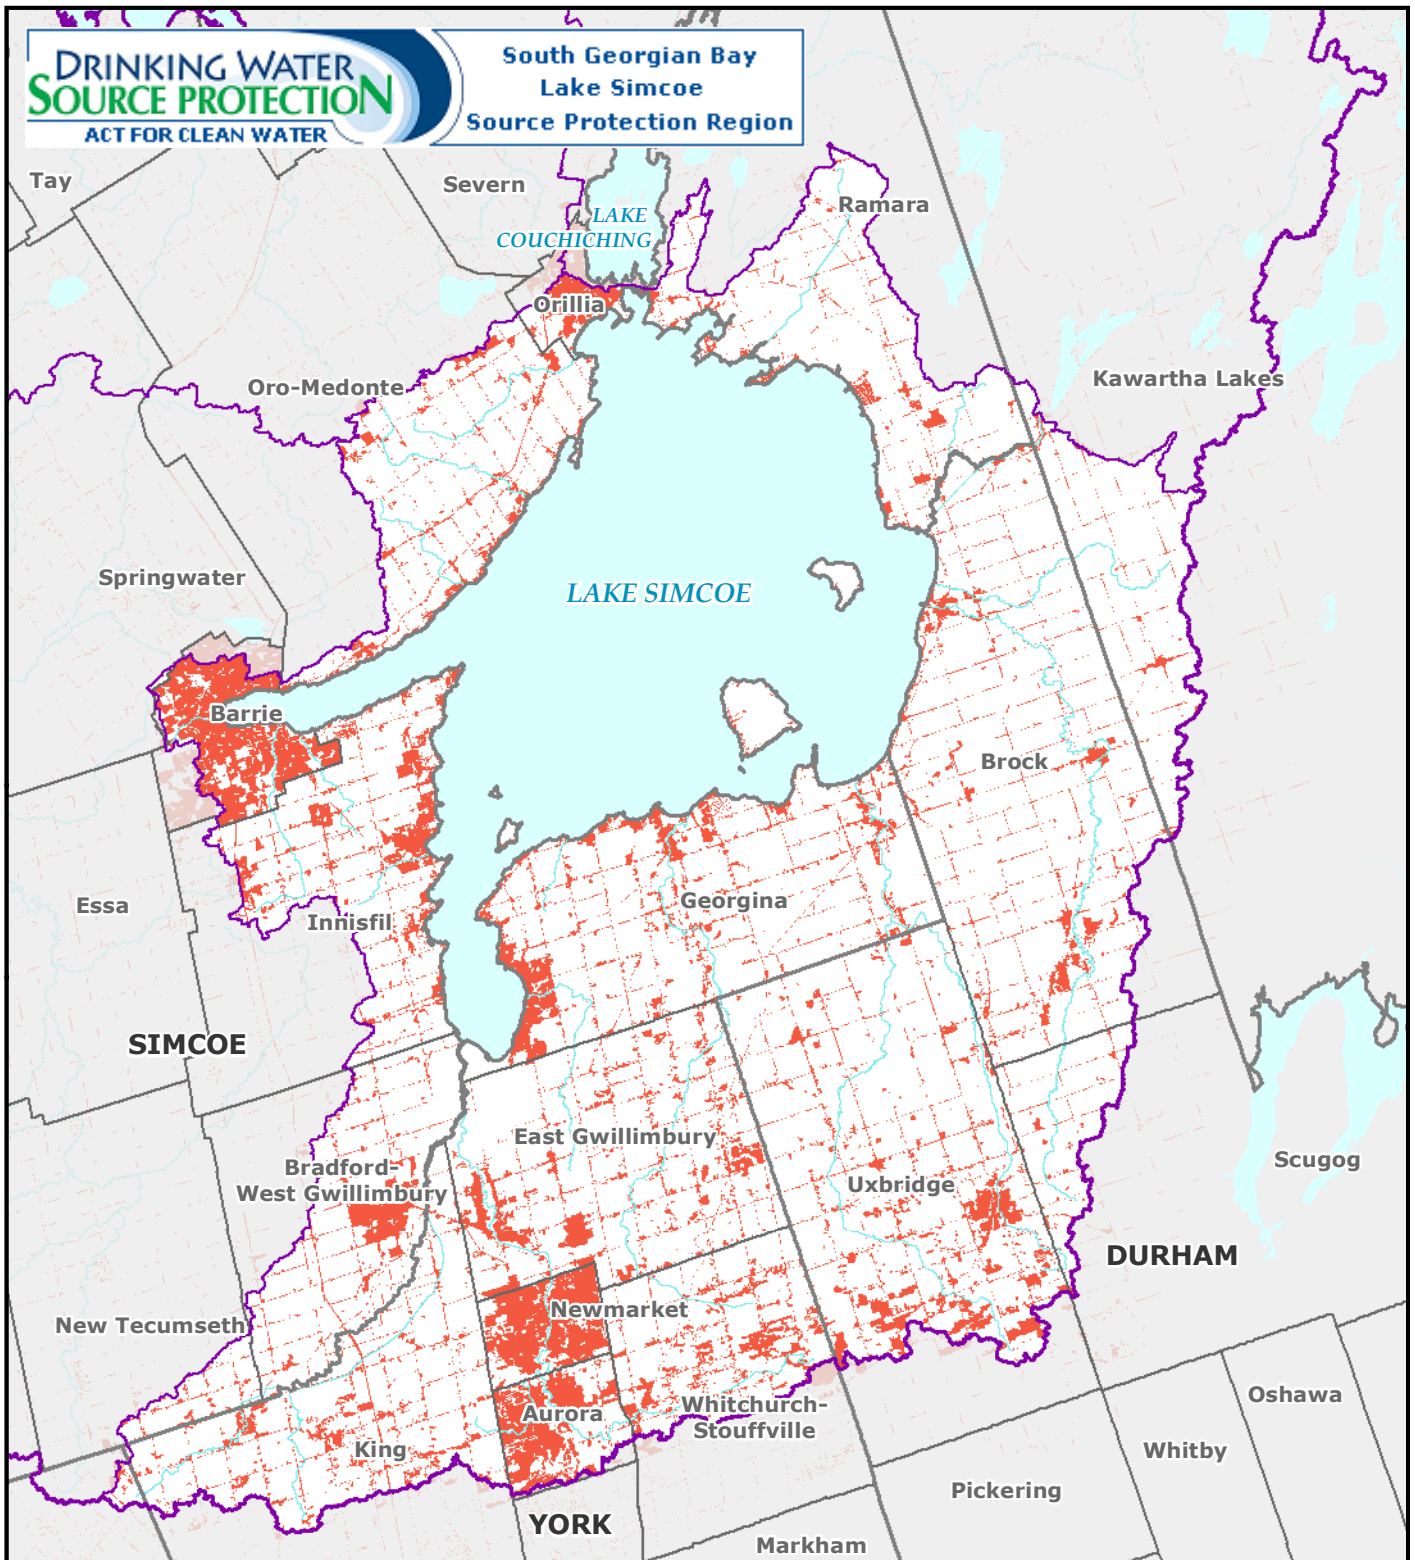 DRINKING WATER
SOURCE PROTECTION
ACT FOR CLEAN WATER
South Georgian Bay
Lake Simcoe
Source Protection Region
Tay
Severn
Ramara
LAKE
COUCHICHING
Orillia
Oro-Medonte
Kawartha Lakes
Springwater
LAKE SIMCOE
Barrie
Brock
Essa
Innisfil
Georgina
SIMCOE
East Gwillimbury
Bradford-
West Gwillimbury
Uxbridge
Scugog
DURHAM
New Tecumseth
Newmarket
Aurora
Whitchurch-
Stouffville
Oshawa
King
Whitby
Pickering
YORK
Markham